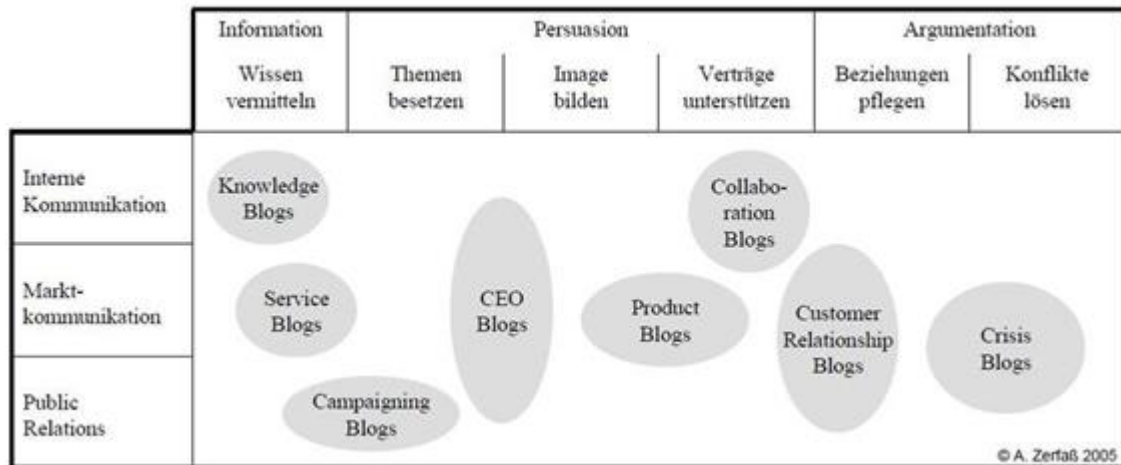 Information Persuasion Argumentation
Wissen
vermitteln
Themen
besetzen
Image
bilden
Verträge
unterstützen
Beziehungen
pflegen
Konflikte
lösen
Interne
Kommunikation
Knowledge
Blogs
Collabo-
ration
Blogs
Markt-
kommunikation
Service
Blogs
CEO
Blogs
Product
Blogs
Customer
Relationship
Blogs
Crisis
Blogs
Public
Relations
Campaigning
Blogs
© A. Zerfaß 2005